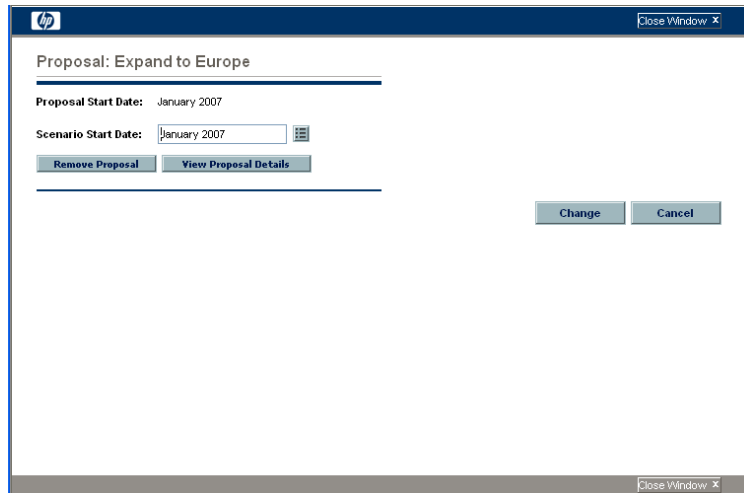 hp
Close Window x
Proposal: Expand to Europe
Proposal Start Date: January 2007
Scenario Start Date: January 2007
Remove Proposal View Proposal Details
Change Cancel
Close Window x